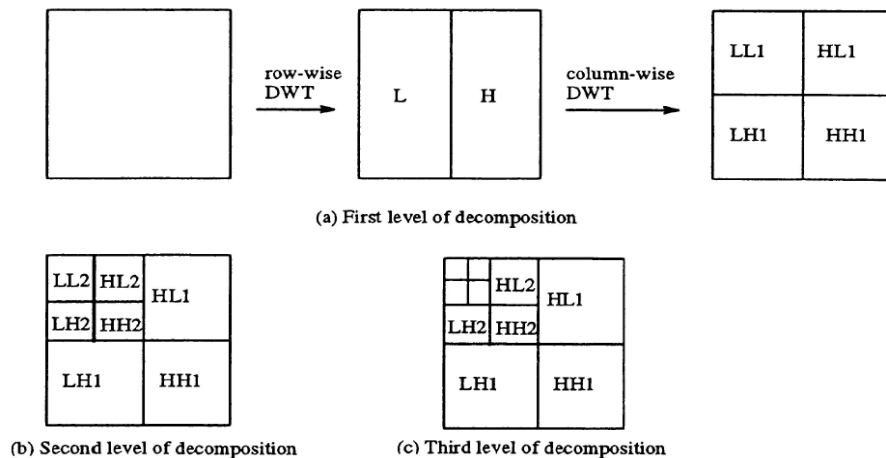 row-wise
DWT
L
H
column-wise
DWT
LL1
HL1
LH1
HH1
(a) First level of decomposition
LL2
HL2
HL1
LH2
HH2
LH1
HH1
(b) Second level of decomposition
HL2
HL1
LH2
HH2
LH1
HH1
(c) Third level of decomposition